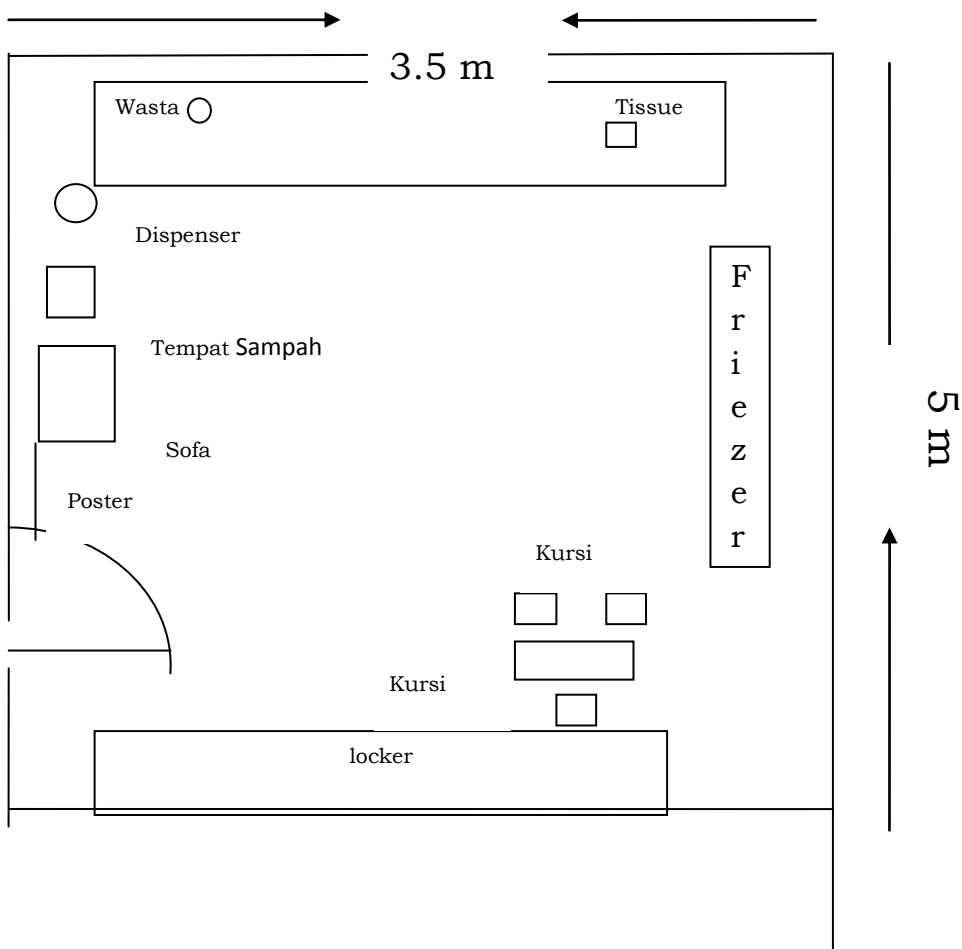 3.5 m
Wasta
Tissue
Dispenser
F
r
i
e
z
e
r
Tempat Sampah
5 m
Sofa
Poster
Kursi
Kursi
locker